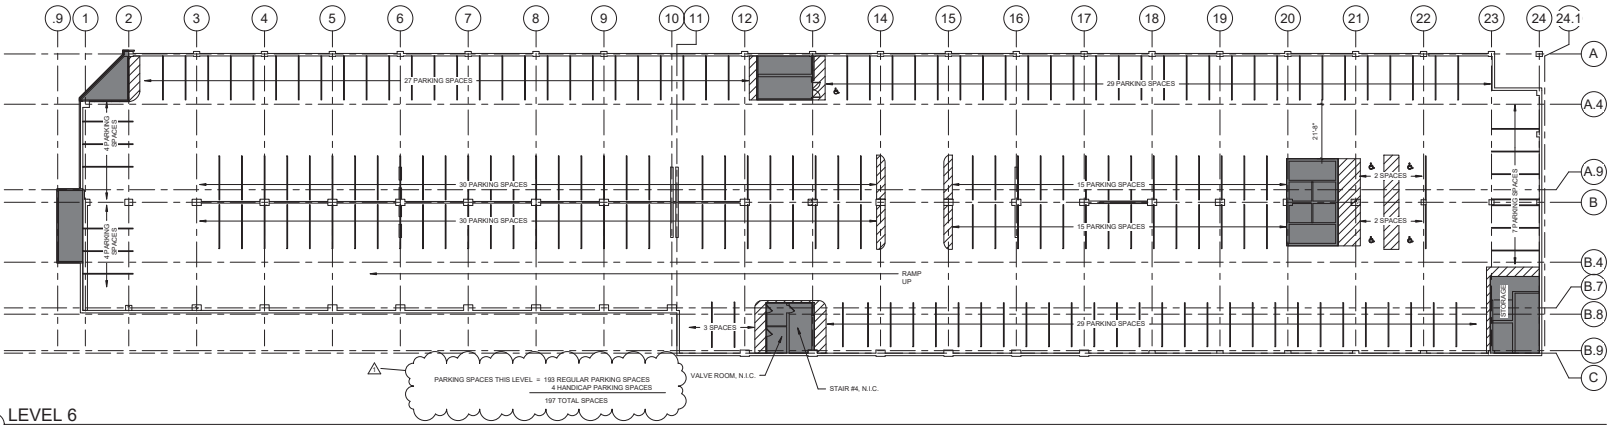 .9 1 2 3 4 5 6 7 8 9 10 11 12 13 14 15 16 17 18 19 20 21 22 23 24 24.1
A
27 PARKING SPACES
29 PARKING SPACES
A.4
4 PARKING
SPACES
21'-8"
30 PARKING SPACES
15 PARKING SPACES
2 SPACES
A.9
7 PARKING SPACES
B
4 PARKING
SPACES
30 PARKING SPACES
15 PARKING SPACES
2 SPACES
B.4
RAMP
UP
STORAGE
B.7
B.8
3 SPACES
29 PARKING SPACES
B.9
C
PARKING SPACES THIS LEVEL = 193 REGULAR PARKING SPACES
4 HANDICAP PARKING SPACES
197 TOTAL SPACES
VALVE ROOM, N.I.C.
STAIR #4, N.I.C.
LEVEL 6